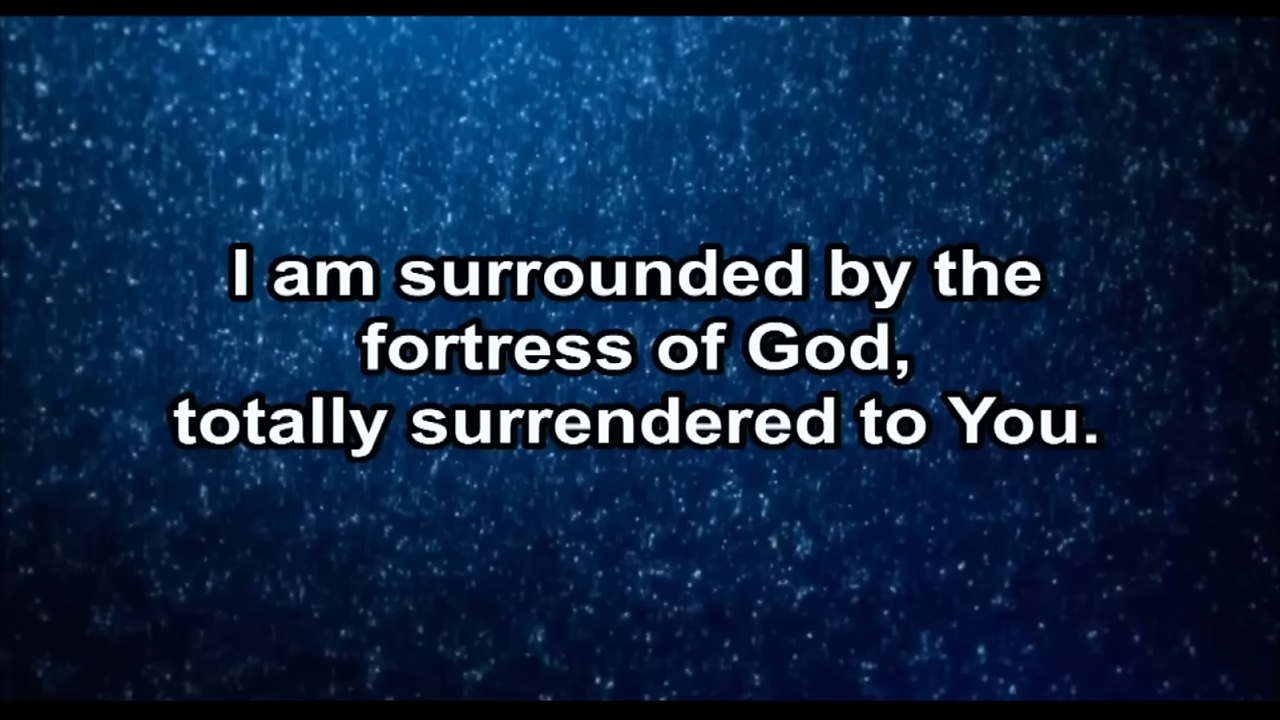 I am surrounded by the
fortress of God,
totally surrendered to You.